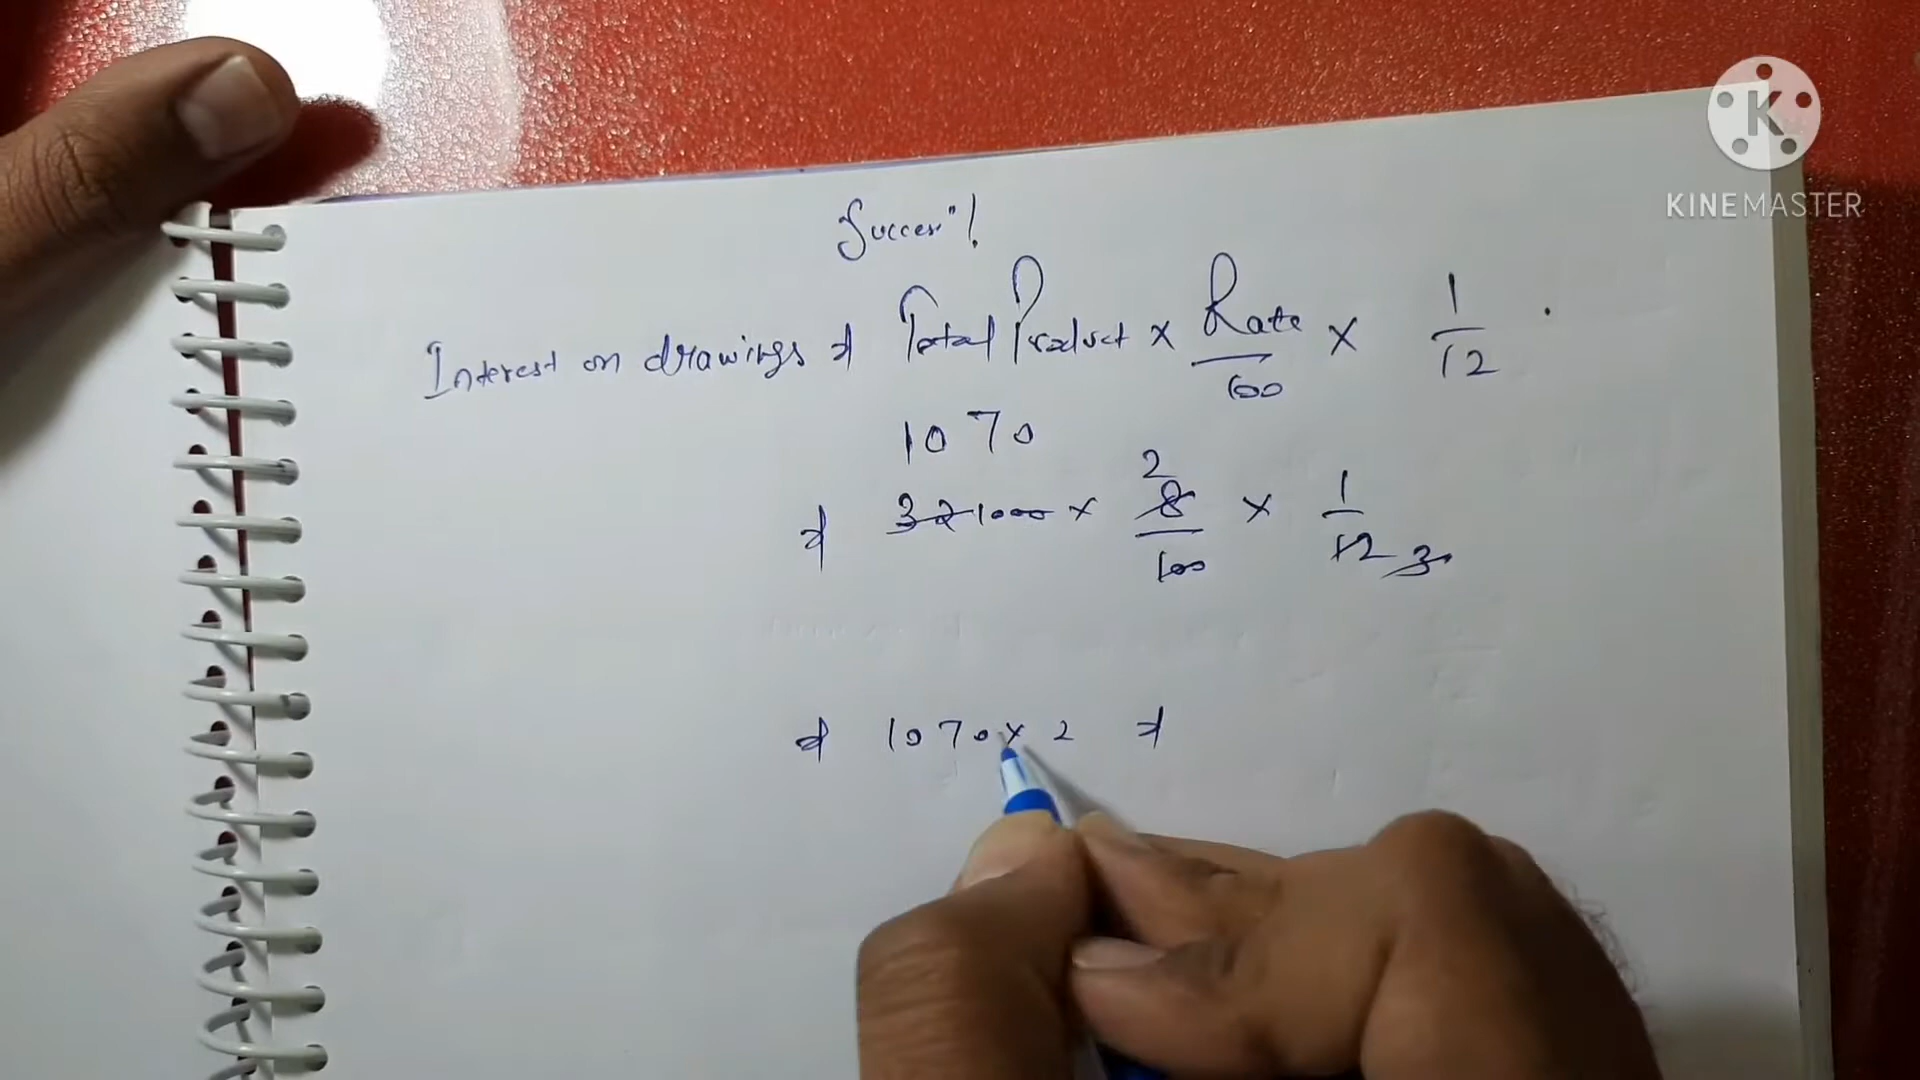 K
KINEMASTER
Success"!
Interest on drawings ⇒ Total Product × Rate/100 × 1/12 .
1070
2
⇒ 321000 × 8/100 × 1/12 3
⇒ 1070 × 2 ⇒